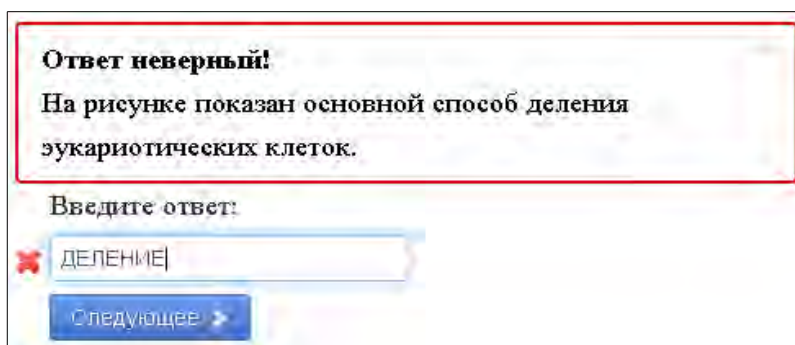 Ответ неверный!
На рисунке показан основной способ деления
эукариотических клеток.
Введите ответ:
ДЕЛЕНИЕ
Следующее